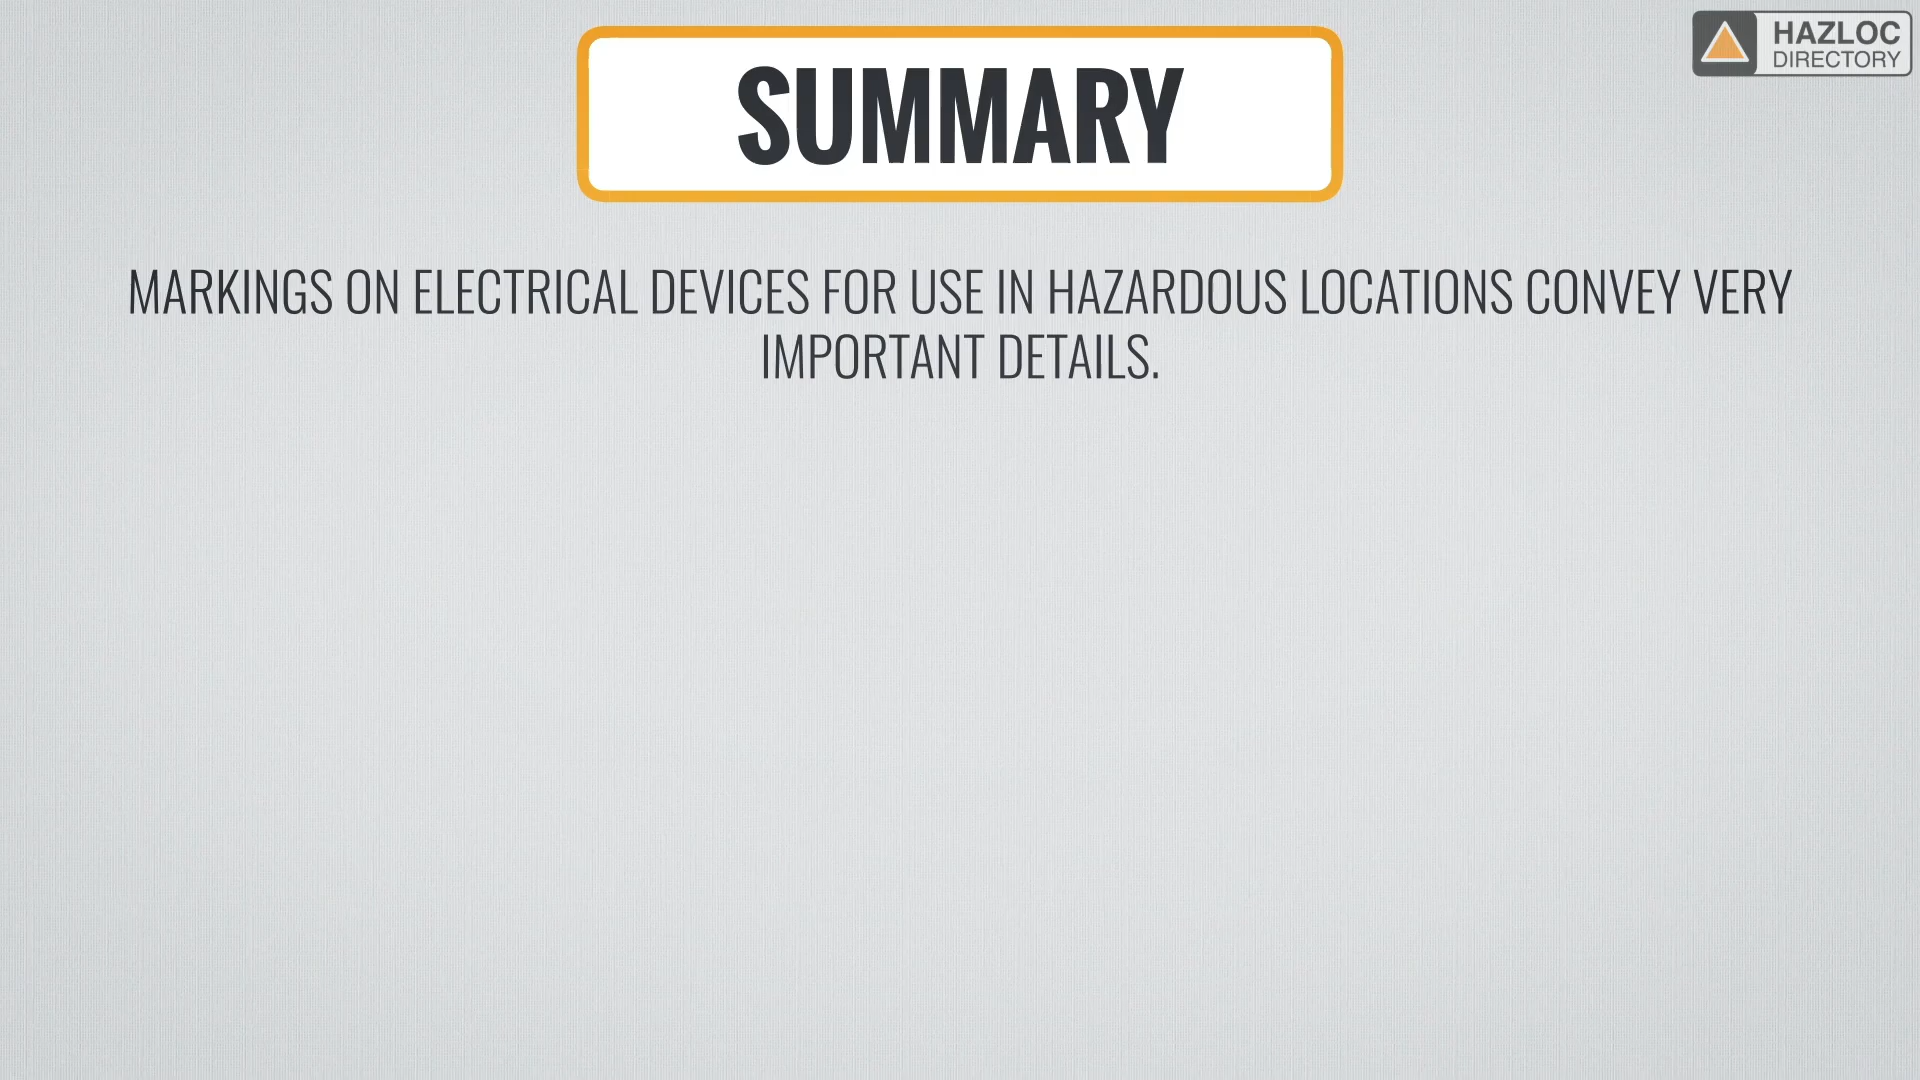 HAZLOC
DIRECTORY
SUMMARY
MARKINGS ON ELECTRICAL DEVICES FOR USE IN HAZARDOUS LOCATIONS CONVEY VERY
IMPORTANT DETAILS.